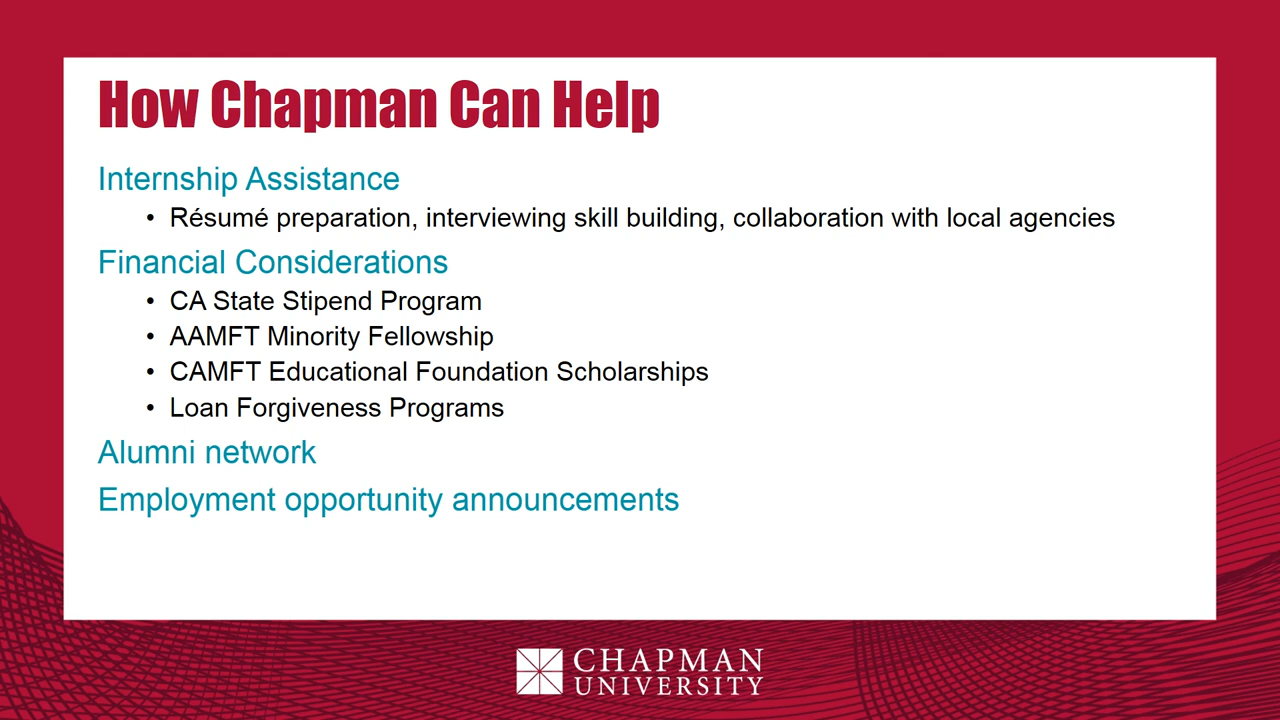 How Chapman Can Help
Internship Assistance
• Résumé preparation, interviewing skill building, collaboration with local agencies
Financial Considerations
• CA State Stipend Program
• AAMFT Minority Fellowship
• CAMFT Educational Foundation Scholarships
• Loan Forgiveness Programs
Alumni network
Employment opportunity announcements
CHAPMAN
UNIVERSITY